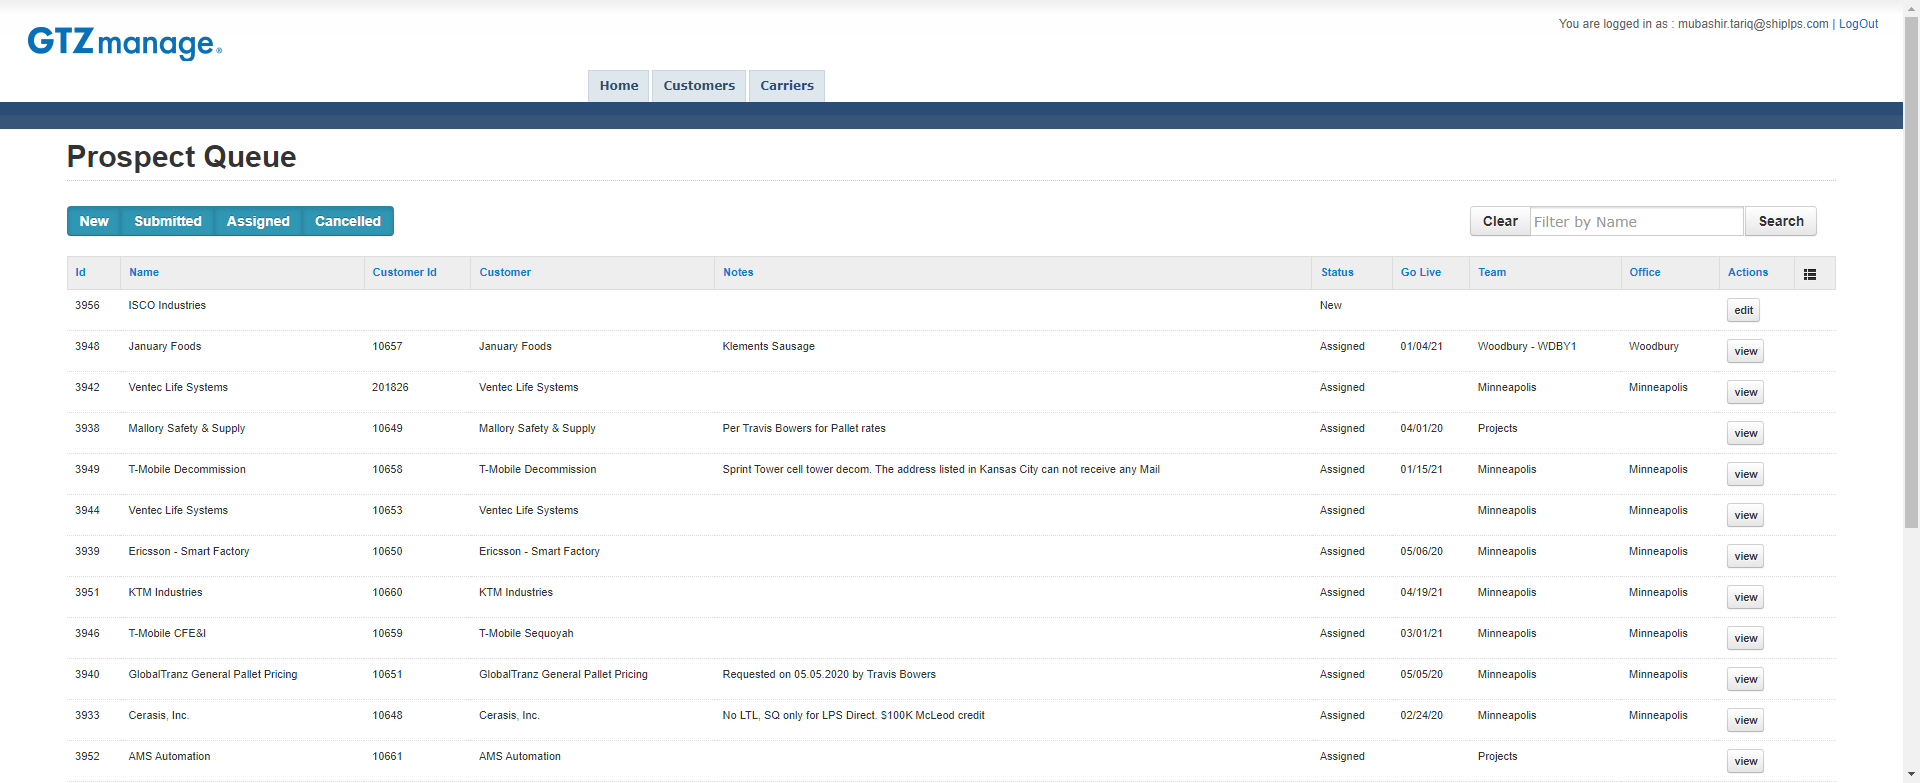 You are logged in as : mubashir.tariq@shiplps.com | LogOut
GTZmanage®
Home Customers Carriers
Prospect Queue
New Submitted Assigned Cancelled Clear Filter by Name Search
Id Name Customer Id Customer Notes Status Go Live Team Office Actions
3956 ISCO Industries New edit
3948 January Foods 10657 January Foods Klements Sausage Assigned 01/04/21 Woodbury - WDBY1 Woodbury view
3942 Ventec Life Systems 201826 Ventec Life Systems Assigned Minneapolis Minneapolis view
3938 Mallory Safety & Supply 10649 Mallory Safety & Supply Per Travis Bowers for Pallet rates Assigned 04/01/20 Projects view
3949 T-Mobile Decommission 10658 T-Mobile Decommission Sprint Tower cell tower decom. The address listed in Kansas City can not receive any Mail Assigned 01/15/21 Minneapolis Minneapolis view
3944 Ventec Life Systems 10653 Ventec Life Systems Assigned Minneapolis Minneapolis view
3939 Ericsson - Smart Factory 10650 Ericsson - Smart Factory Assigned 05/06/20 Minneapolis Minneapolis view
3951 KTM Industries 10660 KTM Industries Assigned 04/19/21 Minneapolis Minneapolis view
3946 T-Mobile CFE&I 10659 T-Mobile Sequoyah Assigned 03/01/21 Minneapolis Minneapolis view
3940 GlobalTranz General Pallet Pricing 10651 GlobalTranz General Pallet Pricing Requested on 05.05.2020 by Travis Bowers Assigned 05/05/20 Minneapolis Minneapolis view
3933 Cerasis, Inc. 10648 Cerasis, Inc. No LTL, SQ only for LPS Direct. $100K McLeod credit Assigned 02/24/20 Minneapolis Minneapolis view
3952 AMS Automation 10661 AMS Automation Assigned Projects view